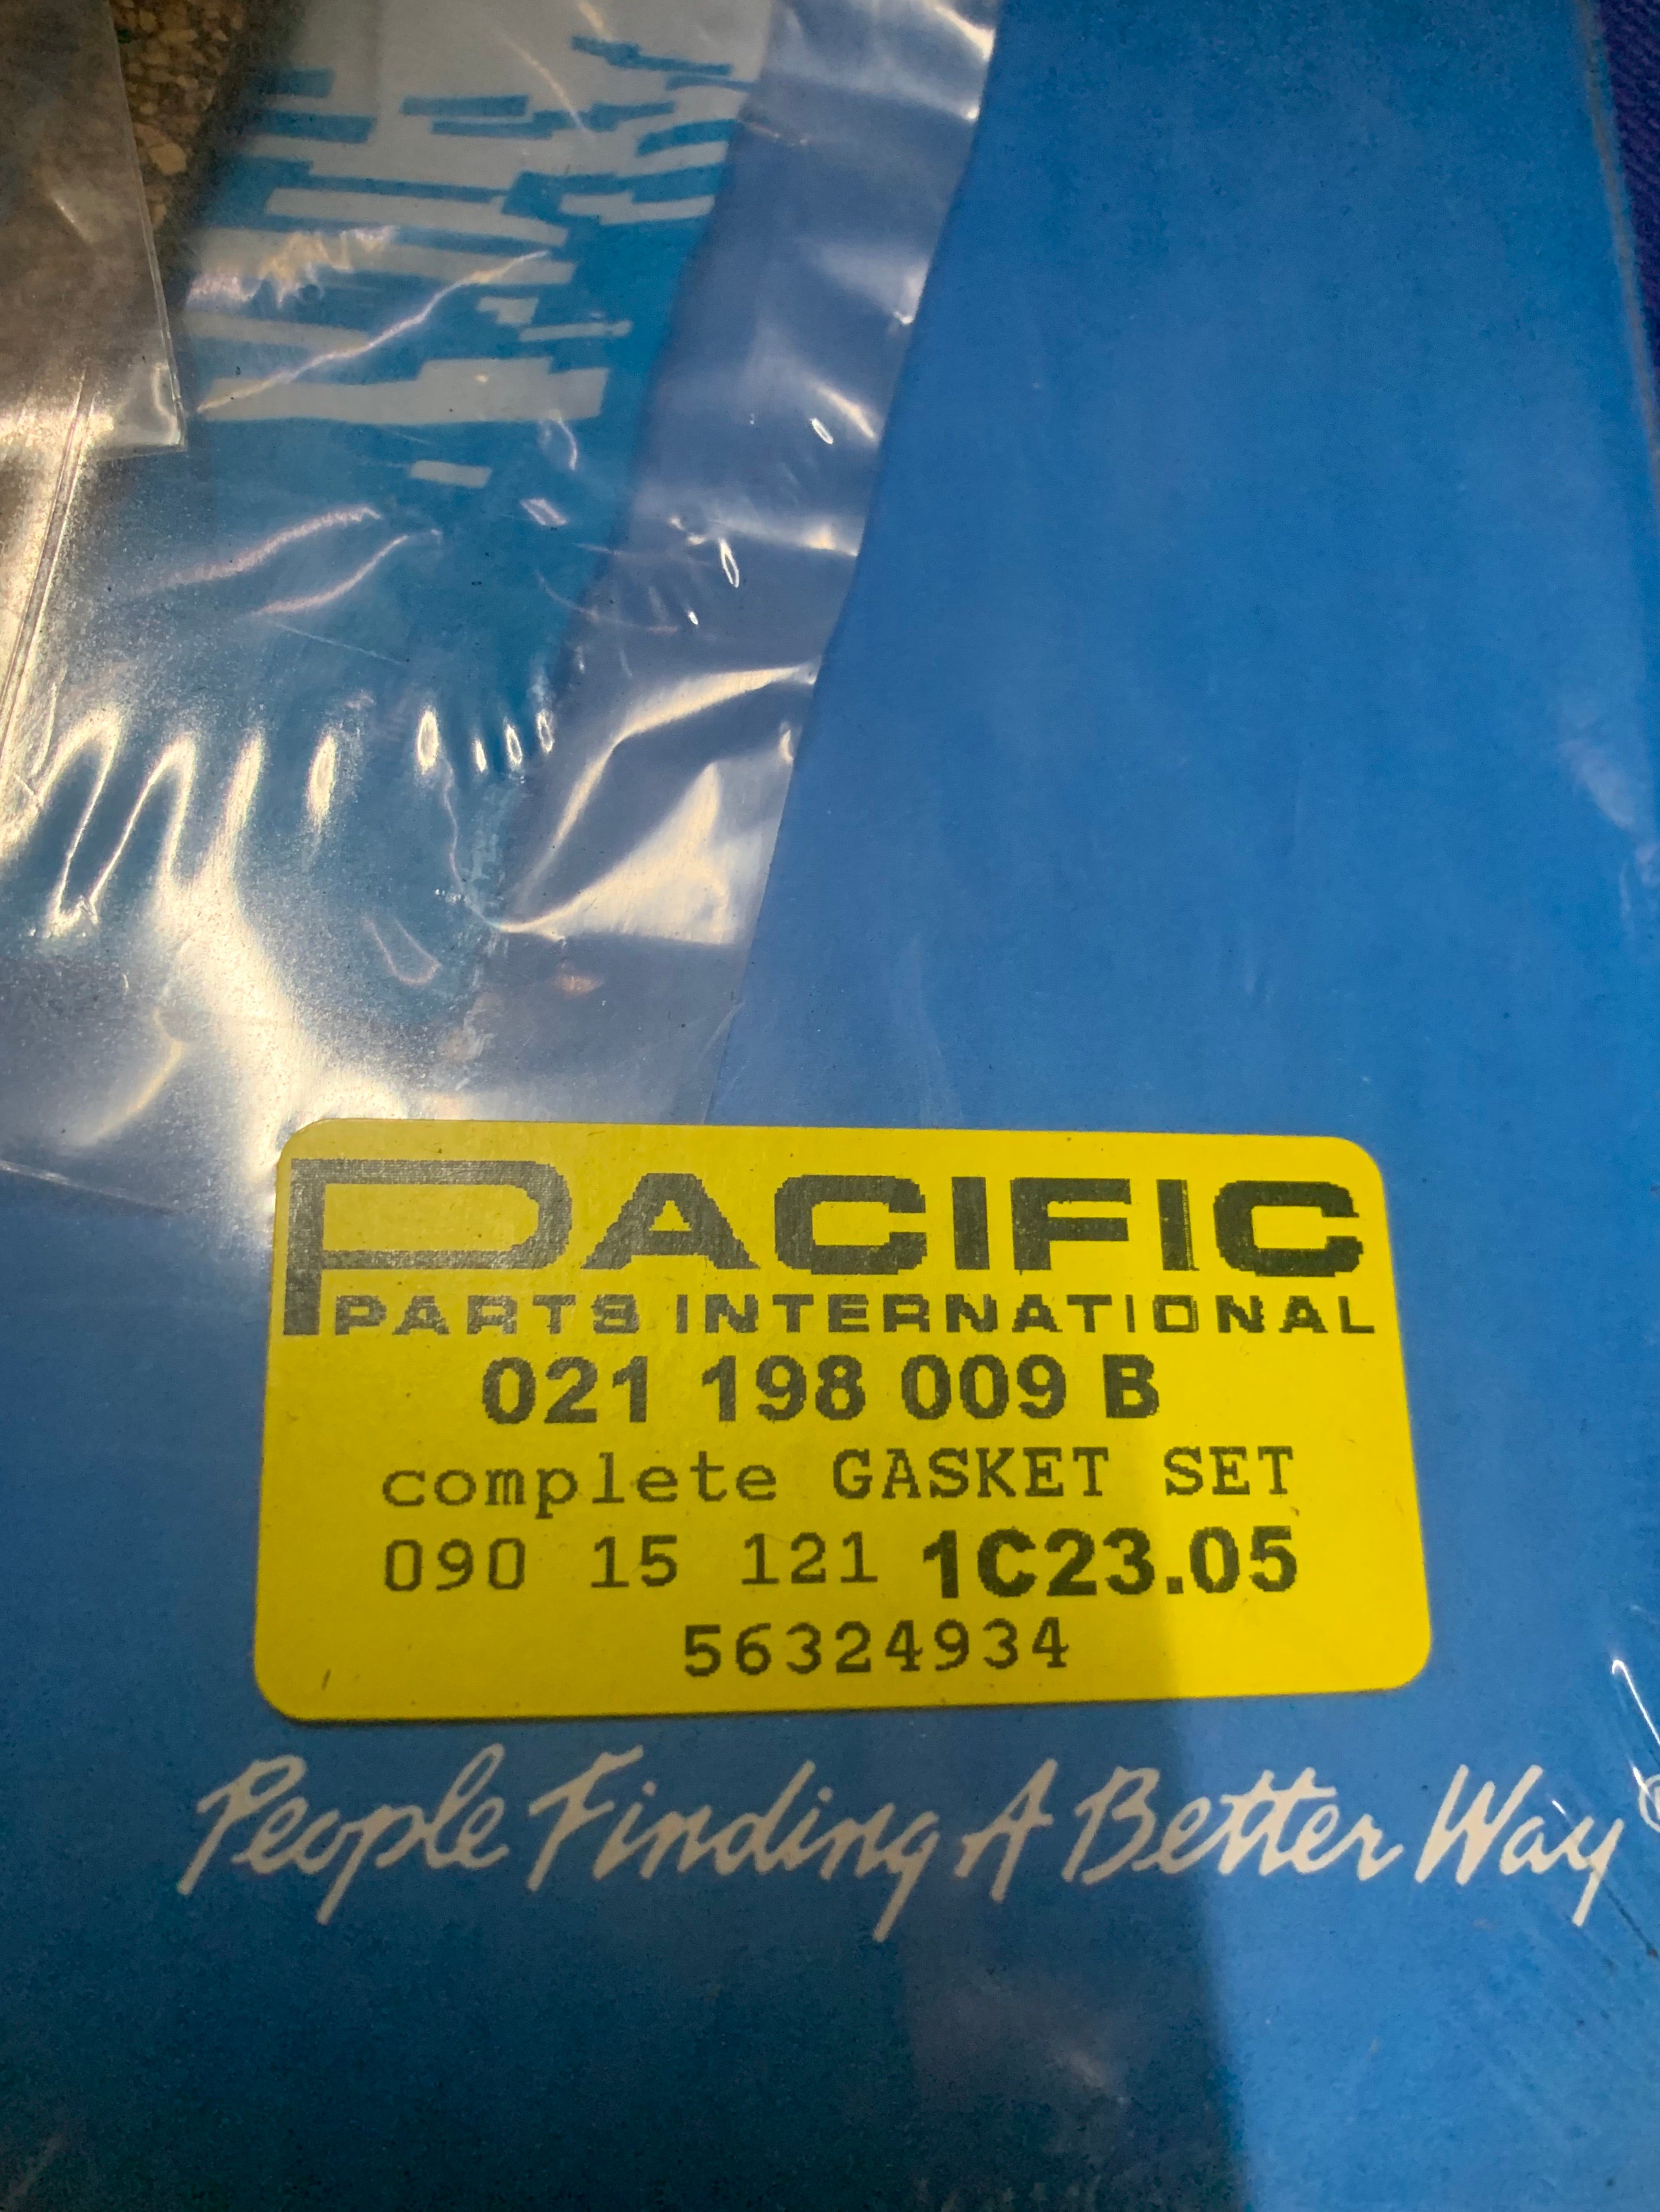 PACIFIC
PARTS INTERNATIONAL
021 198 009 B
complete GASKET SET
090 15 121 1C23.05
56324934
People Finding A Better Way®